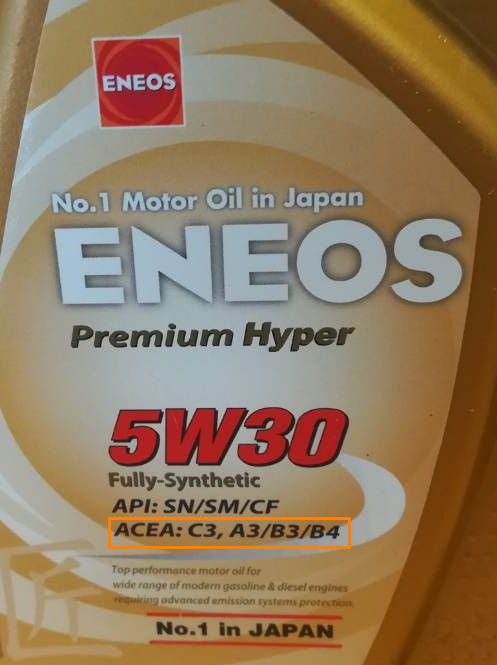 ENEOS
No.1 Motor Oil in Japan
ENEOS
Premium Hyper
5W30
Fully-Synthetic
API: SN/SM/CF
ACEA: C3, A3/B3/B4
Top performance motor oil for
wide range of modern gasoline & diesel engines
requiring advanced emission systems protection.
No.1 in JAPAN
匠